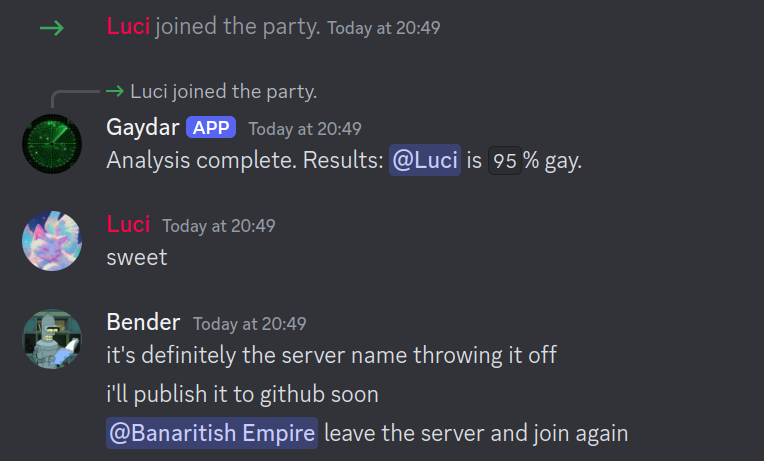 Luci joined the party. Today at 20:49
Luci joined the party.
Gaydar APP Today at 20:49
Analysis complete. Results: @Luci is 95% gay.
Luci Today at 20:49
sweet
Bender Today at 20:49
it's definitely the server name throwing it off
i'll publish it to github soon
@Banaritish Empire leave the server and join again